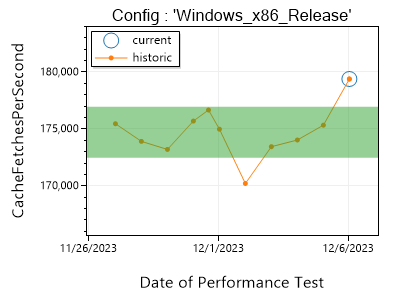 Config : 'Windows_x86_Release'
current
historic
CacheFetchesPerSecond
180,000
175,000
170,000
11/26/2023
12/1/2023
12/6/2023
Date of Performance Test